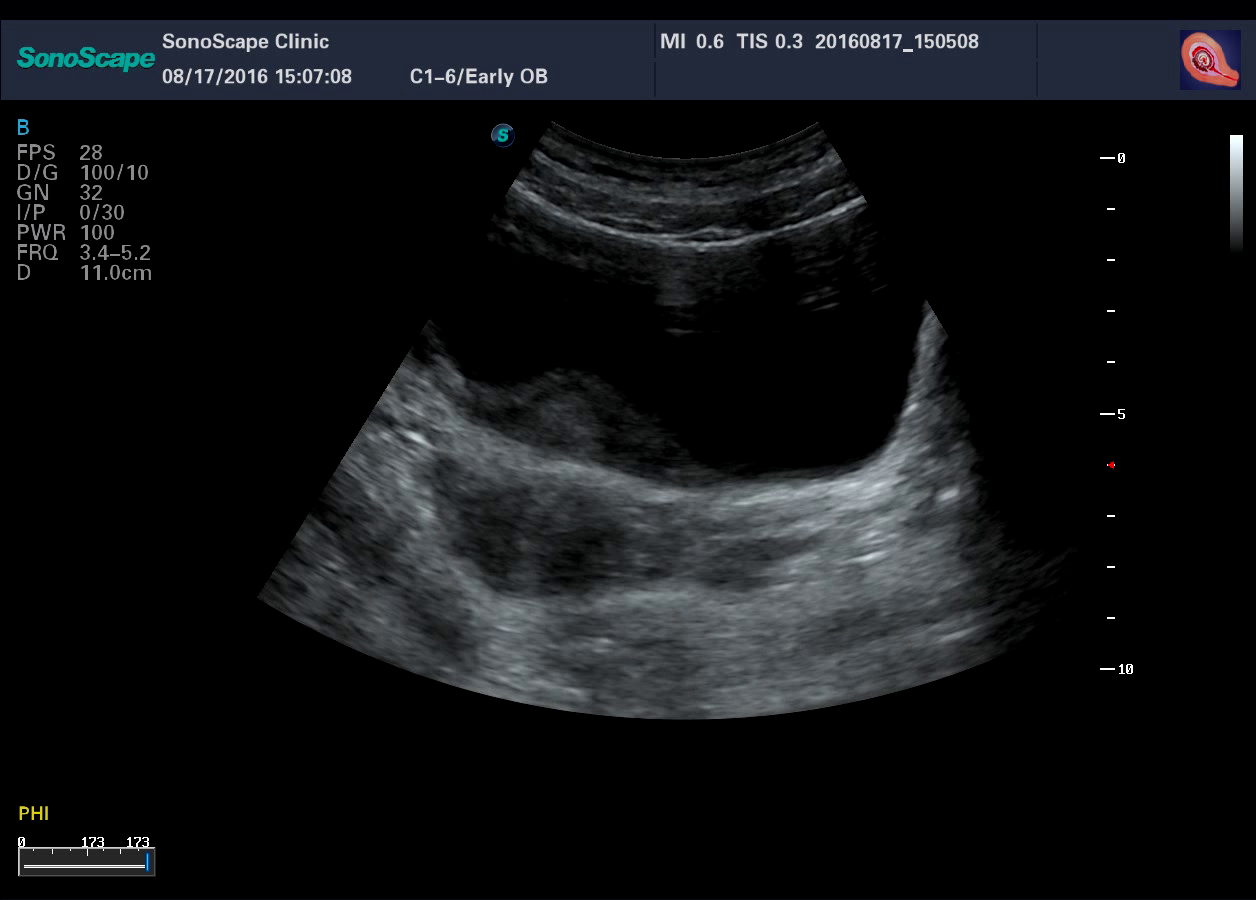 SonoScape
SonoScape Clinic
MI 0.6 TIS 0.3 20160817_150508
08/17/2016 15:07:08 C1-6/Early OB
S
B
FPS 28
D/G 100/10
GN 32
I/P 0/30
PWR 100
FRQ 3.4-5.2
D 11.0cm
0
5
10
PHI
0 173 173